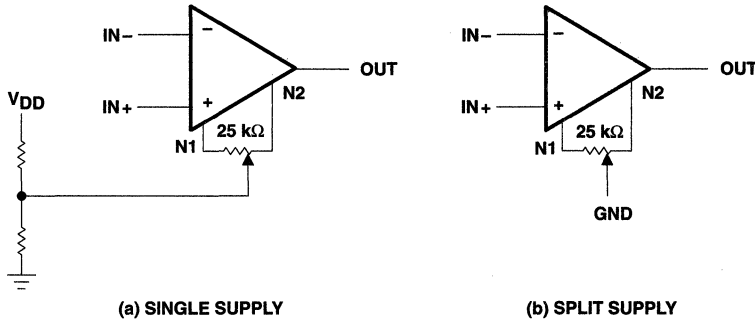 IN−
−
OUT
IN+
+
N2
25 kΩ
N1
VDD
(a) SINGLE SUPPLY
IN−
−
OUT
IN+
+
N2
25 kΩ
N1
GND
(b) SPLIT SUPPLY